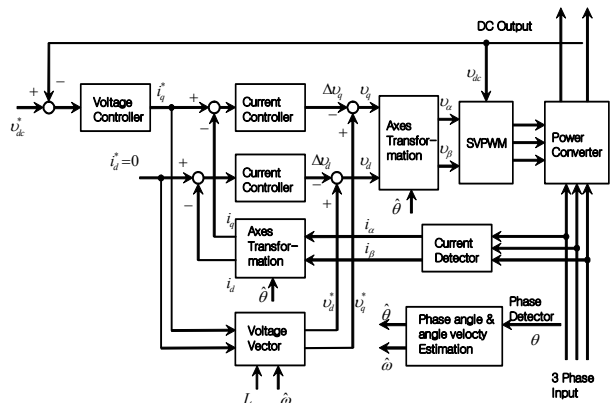 DC Output
+
−
υ*dc
Voltage
Controller
i*q
+
−
Current
Controller
Δυq
−
+
υq
i*d=0
+
−
Current
Controller
Δυd
−
+
υd
Axes
Transfor−
mation
θ̂
υα
υβ
υdc
SVPWM
Power
Converter
iq
id
Axes
Transfor−
mation
θ̂
iα
iβ
Current
Detector
υ*d
υ*q
Voltage
Vector
L
ω̂
θ̂
ω̂
Phase angle &
angle velocty
Estimation
Phase
Detector
θ
3 Phase
Input